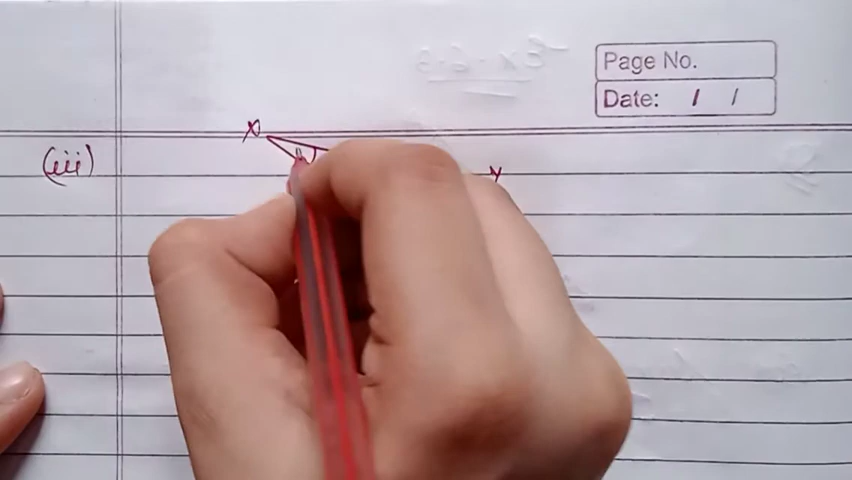 Page No.
Date: / /
X
(iii)
Y